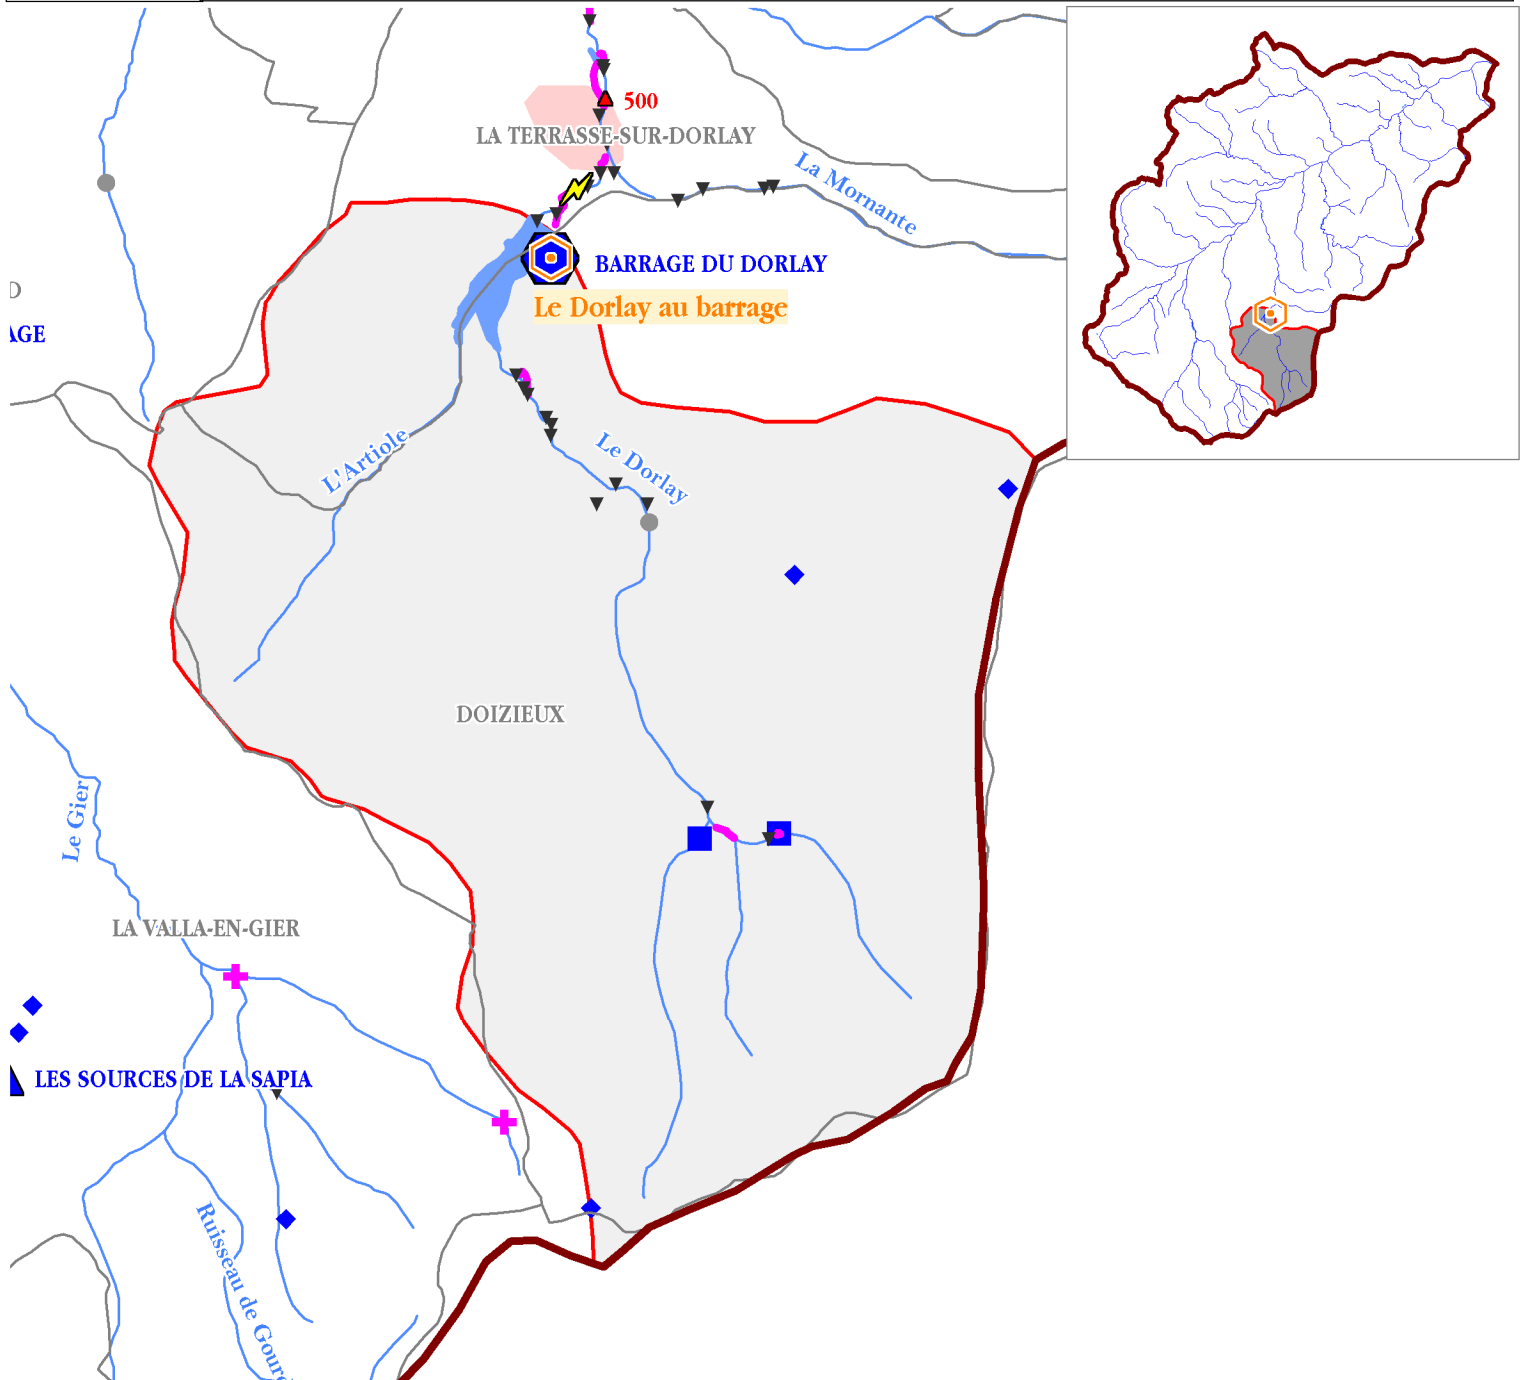 500
LA TERRASSE-SUR-DORLAY
La Mornante
BARRAGE DU DORLAY
D
Le Dorlay au barrage
AGE
L'Artiole
Le Dorlay
DOIZIEUX
Le Gier
LA VALLA-EN-GIER
LES SOURCES DE LA SAPIA
Ruisseau de Gourd